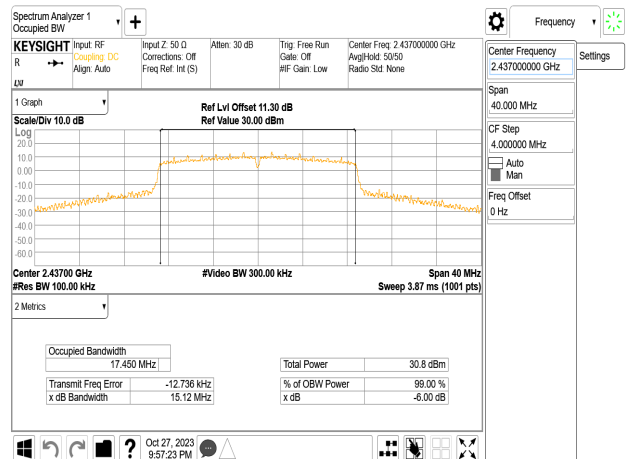 Spectrum Analyzer 1
Occupied BW
Frequency
KEYSIGHT
R
Input: RF
Coupling: DC
Align: Auto
Input Z: 50 Ω
Corrections: Off
Freq Ref: Int (S)
Atten: 30 dB
Trig: Free Run
Gate: Off
#IF Gain: Low
Center Freq: 2.437000000 GHz
Avg|Hold: 50/50
Radio Std: None
Center Frequency
2.437000000 GHz
Settings
Span
40.000 MHz
CF Step
4.000000 MHz
Auto
Man
Freq Offset
0 Hz
1 Graph
Scale/Div 10.0 dB
Ref Lvl Offset 11.30 dB
Ref Value 30.00 dBm
Log
20.0
10.0
0.00
-10.0
-20.0
-30.0
-40.0
-50.0
-60.0
Center 2.43700 GHz
#Video BW 300.00 kHz
Span 40 MHz
#Res BW 100.00 kHz
Sweep 3.87 ms (1001 pts)
2 Metrics
Occupied Bandwidth
17.450 MHz
Total Power 30.8 dBm
Transmit Freq Error -12.736 kHz
% of OBW Power 99.00 %
x dB Bandwidth 15.12 MHz
x dB -6.00 dB
?
Oct 27, 2023
9:57:23 PM